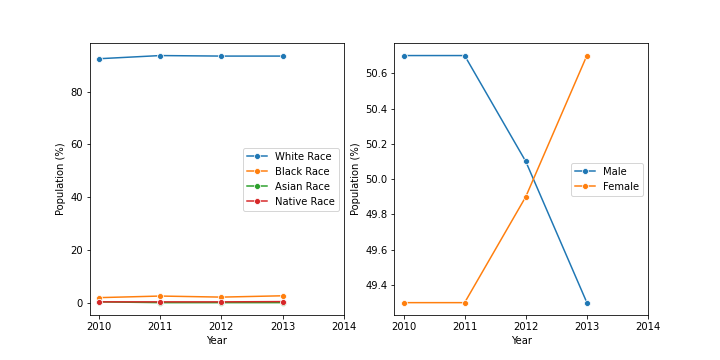 80
60
40
20
0
Population (%)
2010 2011 2012 2013 2014
Year
White Race
Black Race
Asian Race
Native Race
50.6
50.4
50.2
50.0
49.8
49.6
49.4
Population (%)
2010 2011 2012 2013 2014
Year
Male
Female